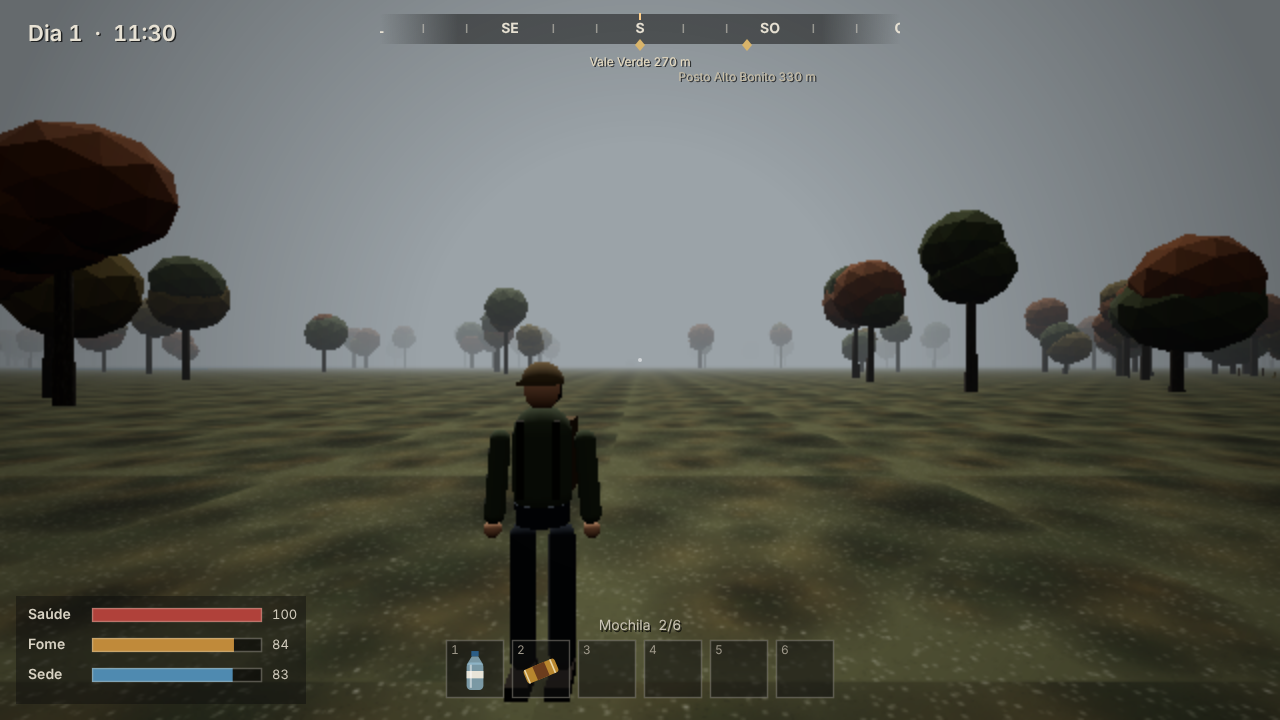 Dia 1 · 11:30
SE S SO
Vale Verde 270 m
Posto Alto Bonito 330 m
Saúde 100
Fome 84
Sede 83
Mochila 2/6
1 2 3 4 5 6